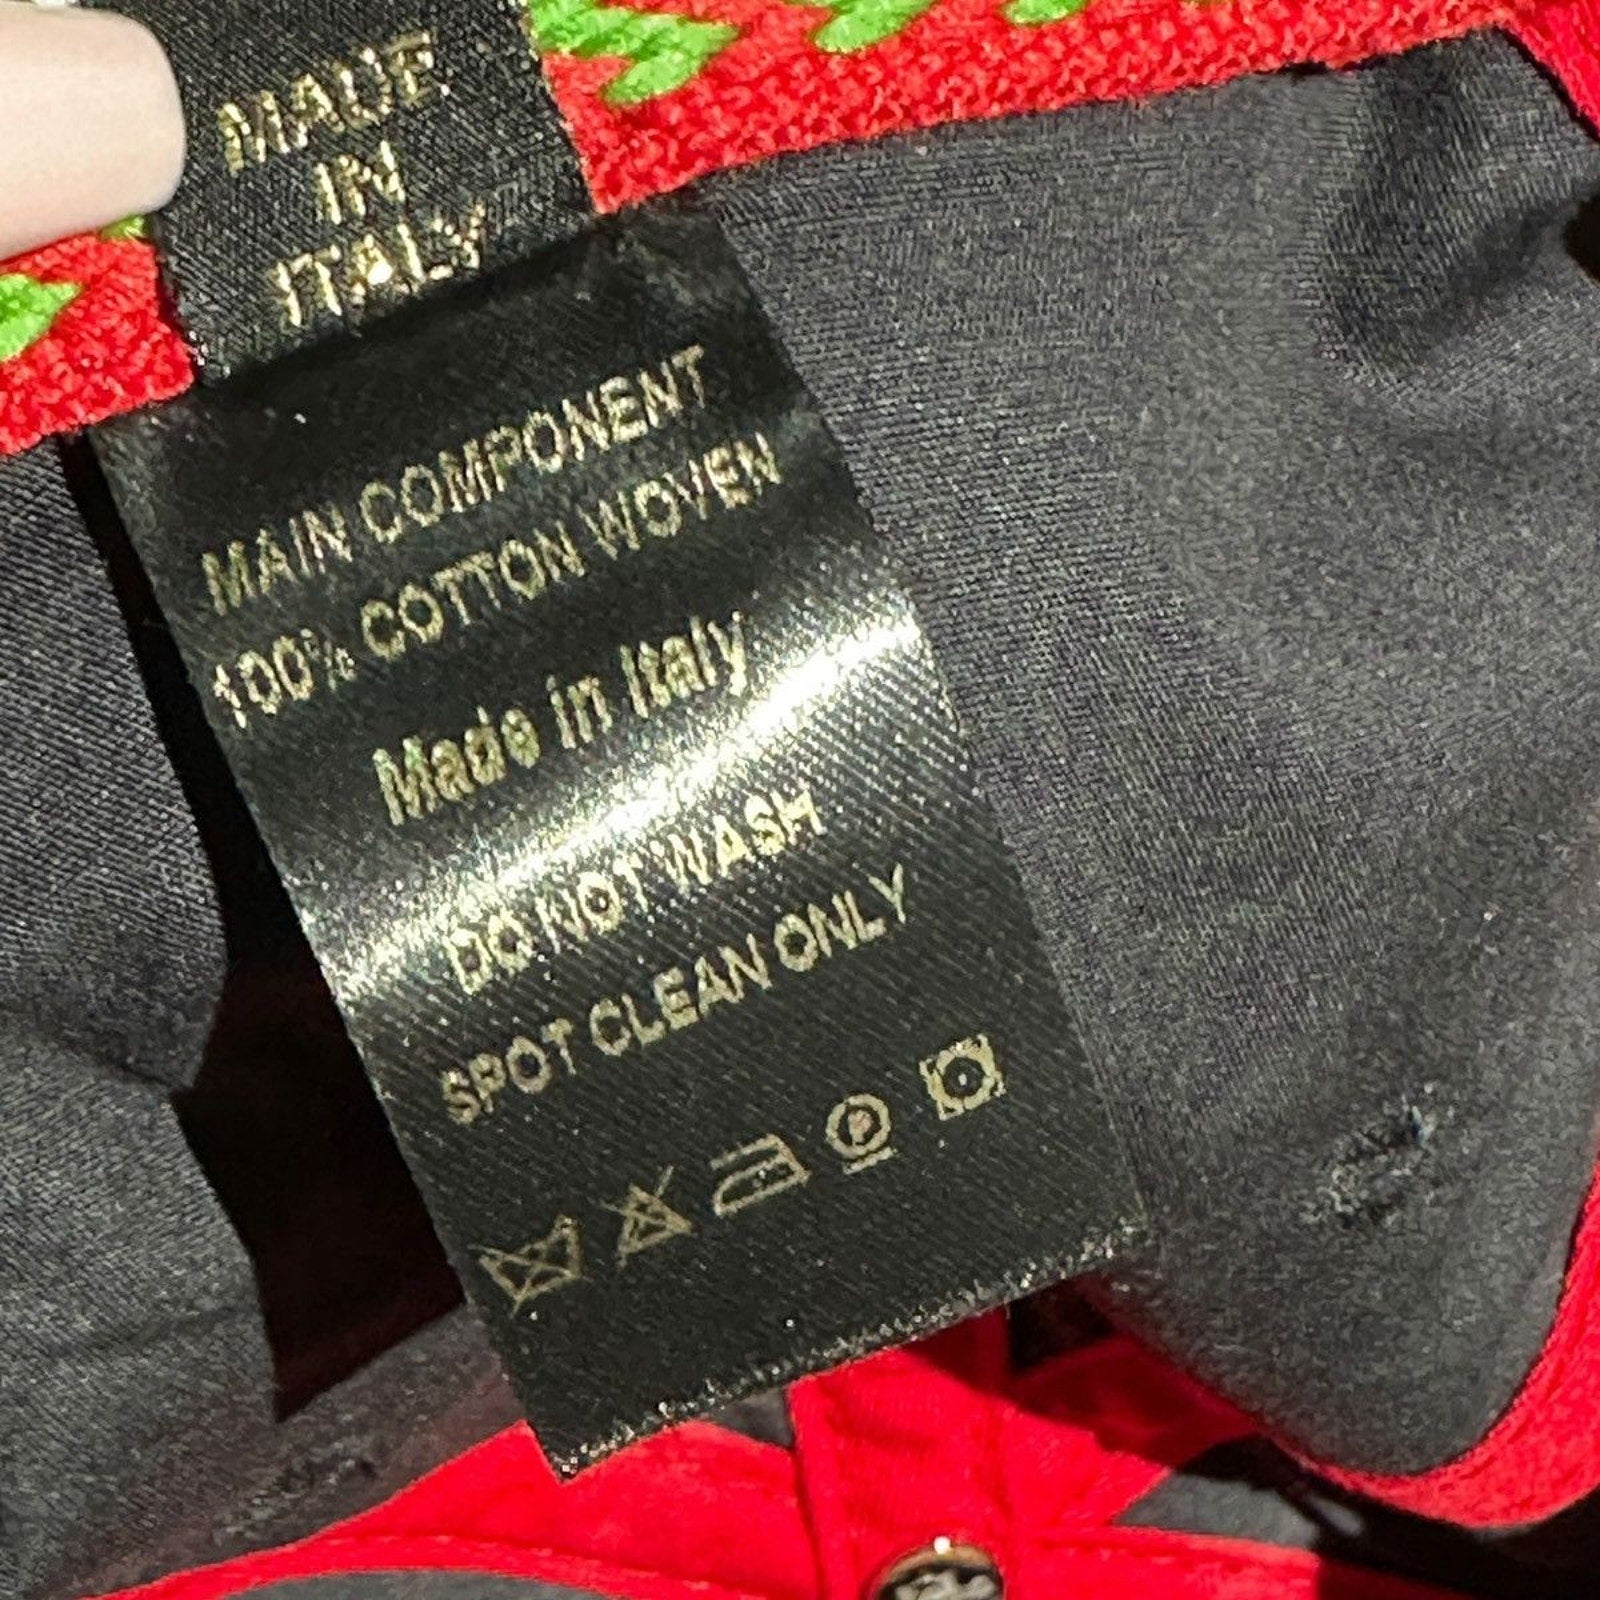 MADE
IN
ITALY
MAIN COMPONENT
100% COTTON WOVEN
Made in Italy
DO NOT WASH
SPOT CLEAN ONLY
P